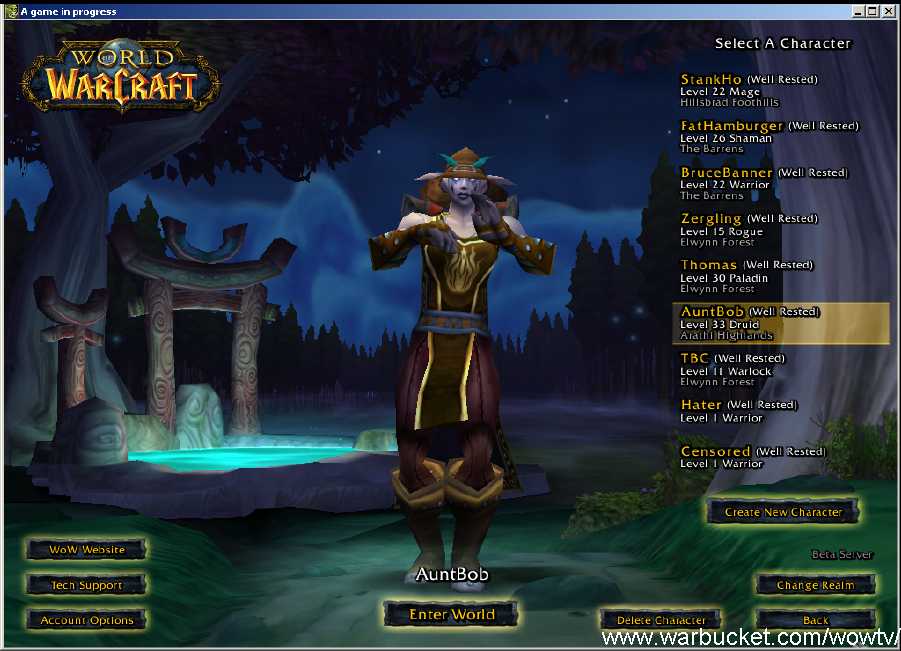 A game in progress
WORLD
OF
WARCRAFT
Select A Character
StankHo (Well Rested)
Level 22 Mage
Hillsbrad Foothills
FatHamburger (Well Rested)
Level 26 Shaman
The Barrens
BruceBanner (Well Rested)
Level 22 Warrior
The Barrens
Zergling (Well Rested)
Level 15 Rogue
Elwynn Forest
Thomas (Well Rested)
Level 30 Paladin
Elwynn Forest
AuntBob (Well Rested)
Level 33 Druid
Arathi Highlands
TBC (Well Rested)
Level 11 Warlock
Elwynn Forest
Hater (Well Rested)
Level 1 Warrior
Censored (Well Rested)
Level 1 Warrior
Create New Character
Beta Server
WoW Website
Tech Support
Account Options
AuntBob
Enter World
Delete Character
Change Realm
Back
www.warbucket.com/wowtv/